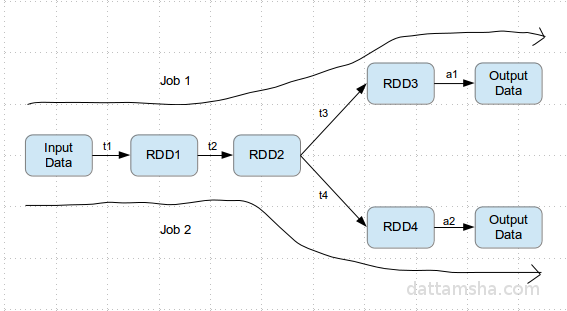 Job 1
RDD3
a1
Output
Data
t3
Input
Data
t1
RDD1
t2
RDD2
t4
RDD4
a2
Output
Data
Job 2
dattamsha.com